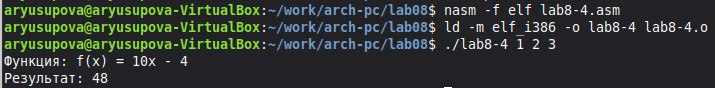 aryusupova@aryusupova-VirtualBox:~/work/arch-pc/lab08$ nasm -f elf lab8-4.asm
aryusupova@aryusupova-VirtualBox:~/work/arch-pc/lab08$ ld -m elf_i386 -o lab8-4 lab8-4.o
aryusupova@aryusupova-VirtualBox:~/work/arch-pc/lab08$ ./lab8-4 1 2 3
Функция: f(x) = 10x - 4
Результат: 48